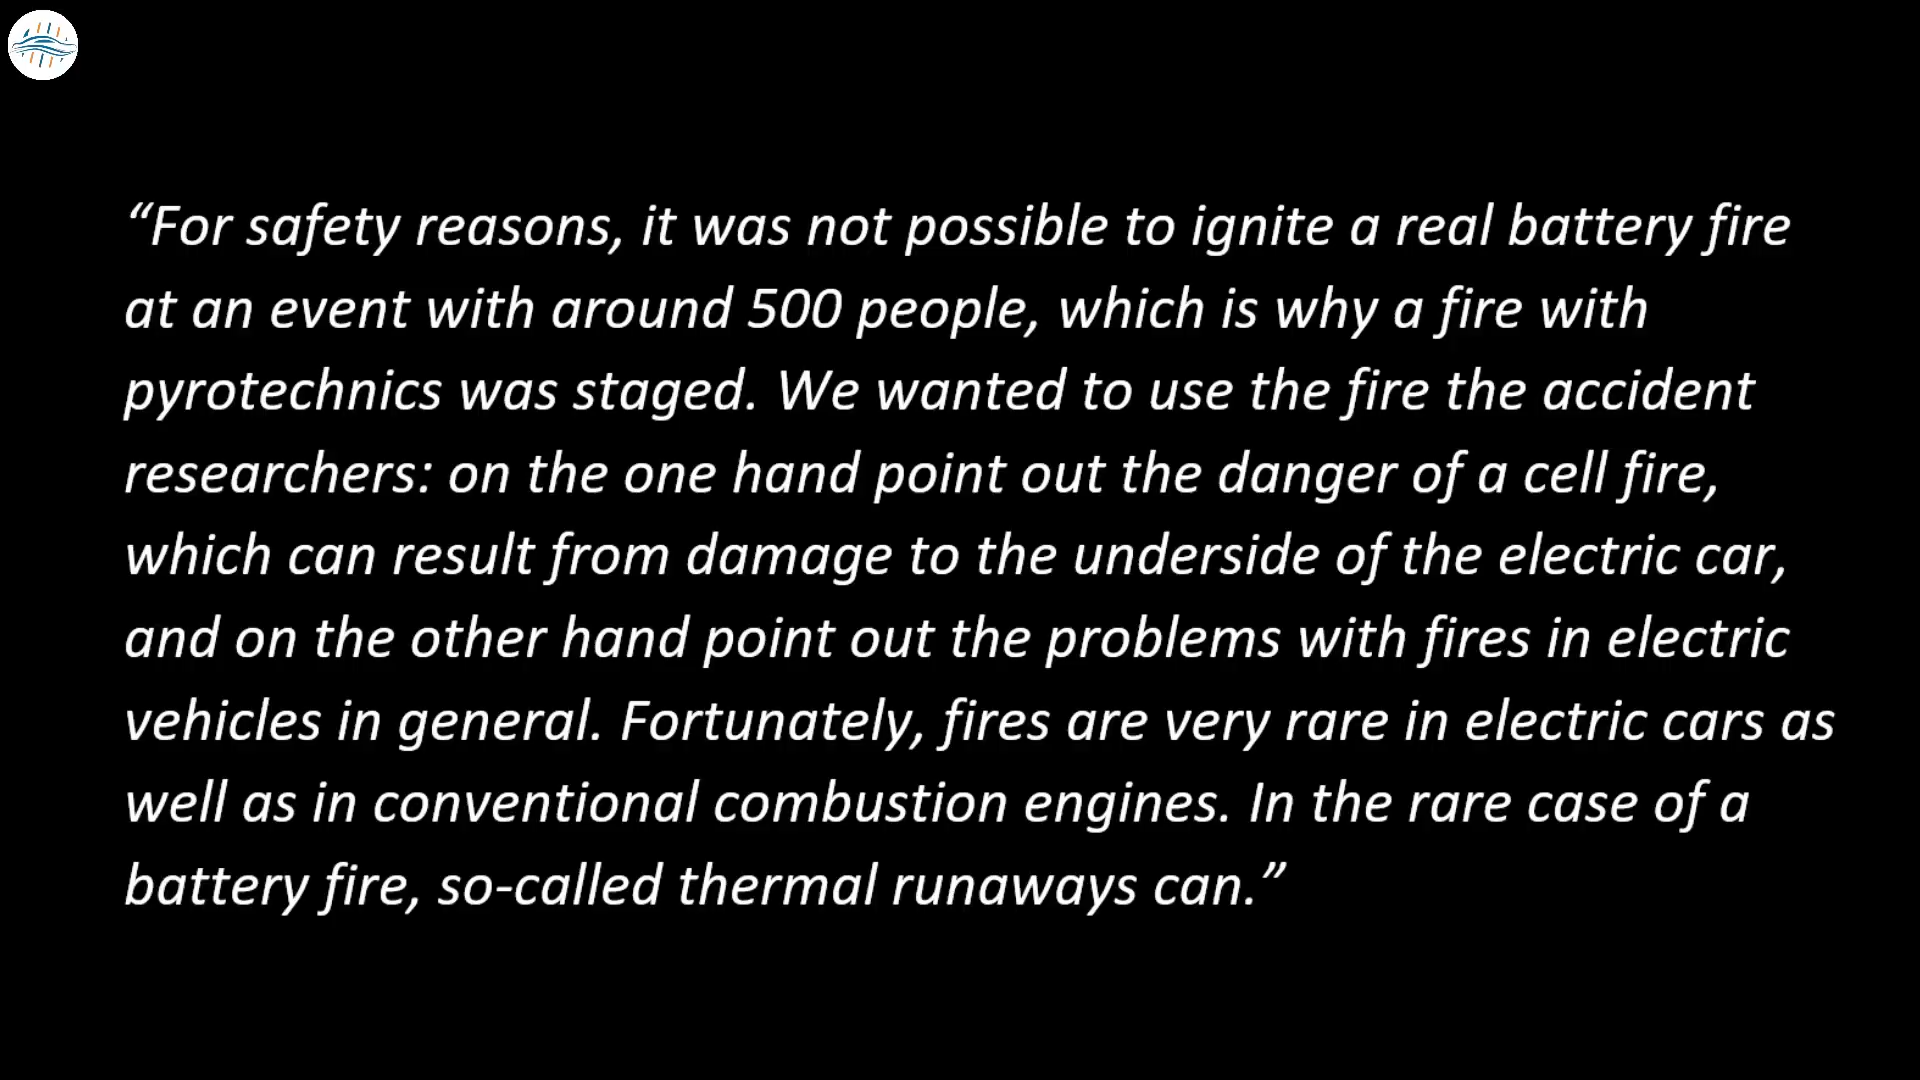 “For safety reasons, it was not possible to ignite a real battery fire
at an event with around 500 people, which is why a fire with
pyrotechnics was staged. We wanted to use the fire the accident
researchers: on the one hand point out the danger of a cell fire,
which can result from damage to the underside of the electric car,
and on the other hand point out the problems with fires in electric
vehicles in general. Fortunately, fires are very rare in electric cars as
well as in conventional combustion engines. In the rare case of a
battery fire, so-called thermal runaways can.”